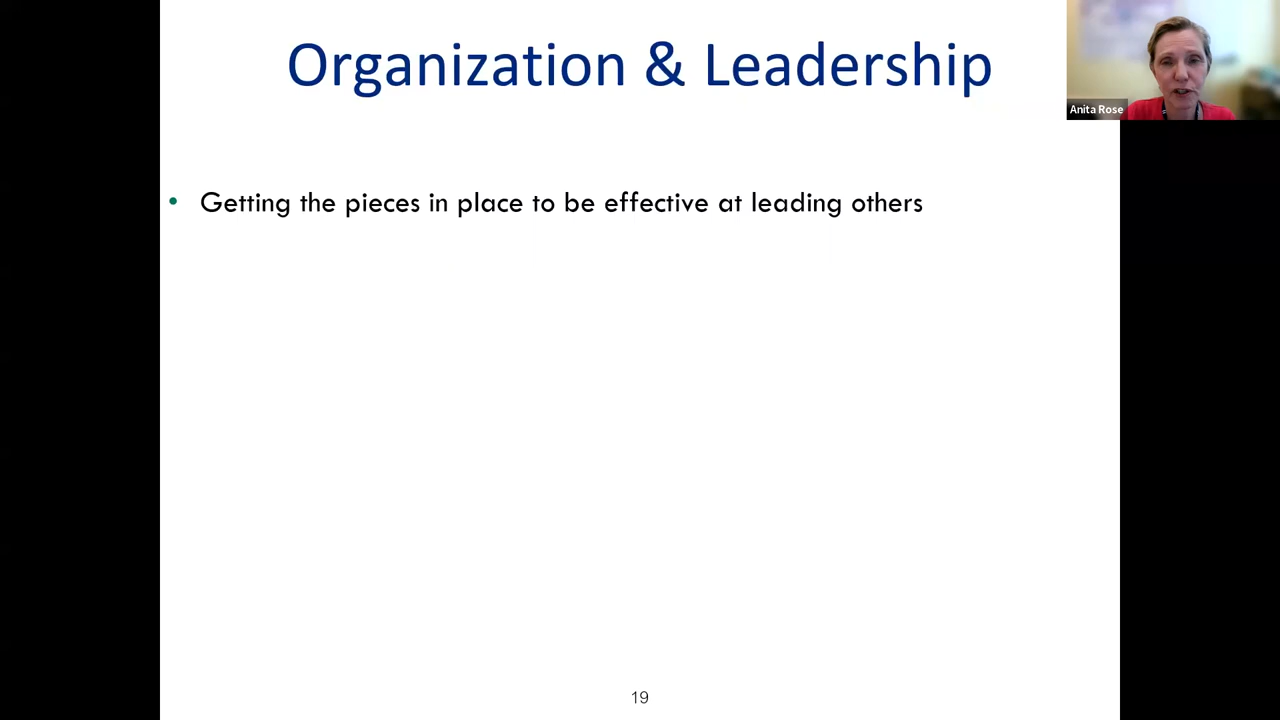 Organization & Leadership
Anita Rose
• Getting the pieces in place to be effective at leading others
19